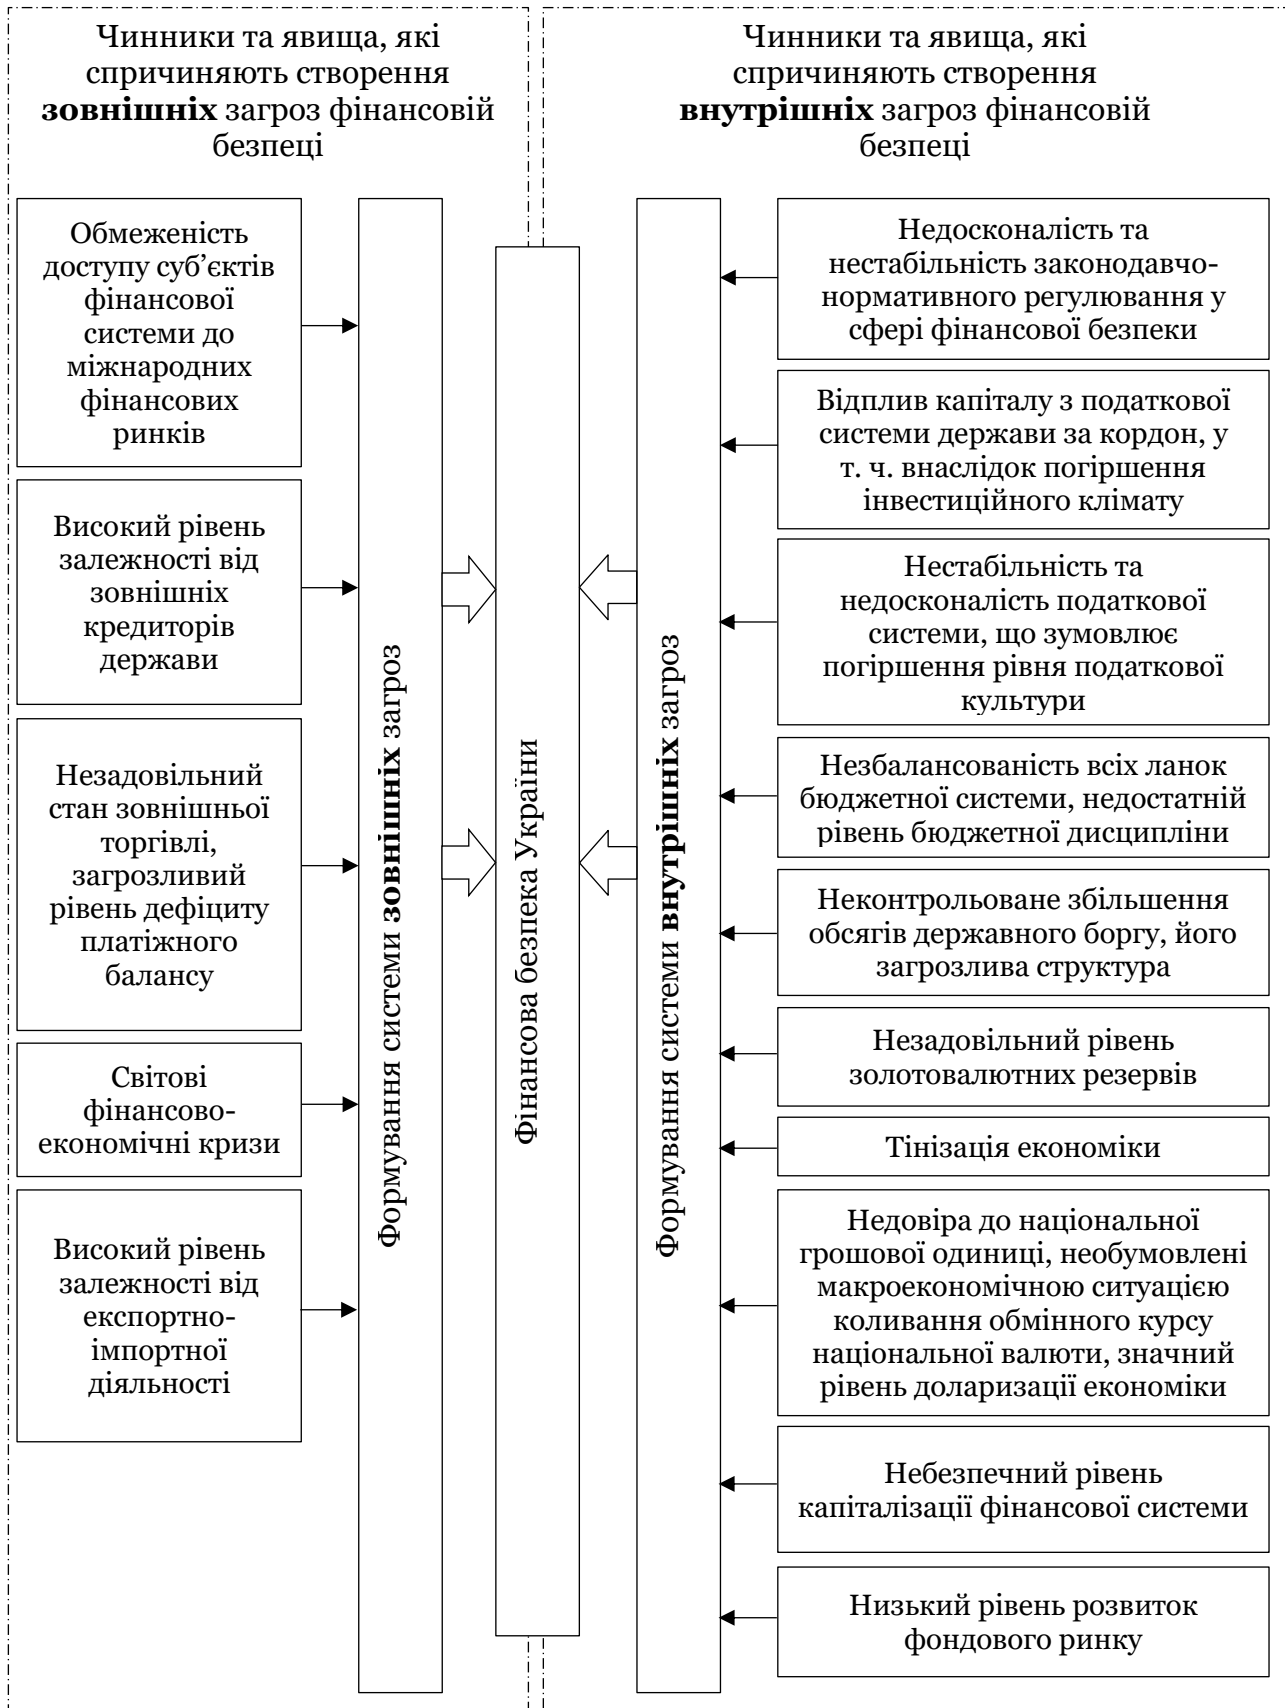 Чинники та явища, які
спричиняють створення
зовнішніх загроз фінансовій
безпеці
Обмеженість
доступу суб’єктів
фінансової
системи до
міжнародних
фінансових
ринків
Високий рівень
залежності від
зовнішніх
кредиторів
держави
Незадовільний
стан зовнішньої
торгівлі,
загрозливий
рівень дефіциту
платіжного
балансу
Світові
фінансово-
економічні кризи
Високий рівень
залежності від
експортно-
імпортної
діяльності
Формування системи зовнішніх загроз
Фінансова безпека України
Чинники та явища, які
спричиняють створення
внутрішніх загроз фінансовій
безпеці
Формування системи внутрішніх загроз
Недосконалість та
нестабільність законодавчо-
нормативного регулювання у
сфері фінансової безпеки
Відплив капіталу з податкової
системи держави за кордон, у
т. ч. внаслідок погіршення
інвестиційного клімату
Нестабільність та
недосконалість податкової
системи, що зумовлює
погіршення рівня податкової
культури
Незбалансованість всіх ланок
бюджетної системи, недостатній
рівень бюджетної дисципліни
Неконтрольоване збільшення
обсягів державного боргу, його
загрозлива структура
Незадовільний рівень
золотовалютних резервів
Тінізація економіки
Недовіра до національної
грошової одиниці, необумовлені
макроекономічною ситуацією
коливання обмінного курсу
національної валюти, значний
рівень доларизації економіки
Небезпечний рівень
капіталізації фінансової системи
Низький рівень розвиток
фондового ринку